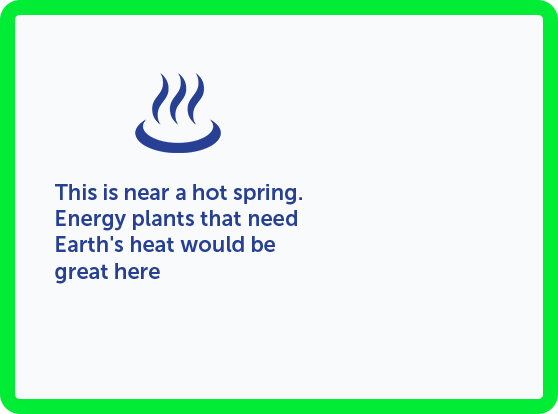 This is near a hot spring.
Energy plants that need
Earth's heat would be
great here